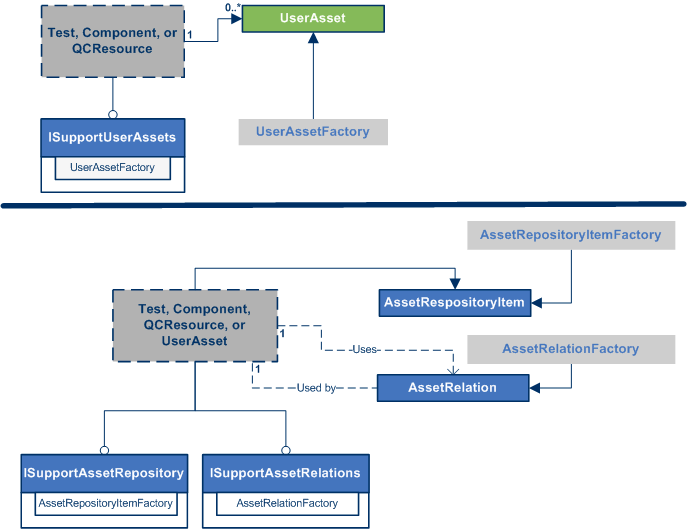 Test, Component, or
QCResource
1
0..*
UserAsset
UserAssetFactory
ISupportUserAssets
UserAssetFactory
AssetRepositoryItemFactory
Test, Component,
QCResource, or
UserAsset
AssetRespositoryItem
1
Uses
AssetRelationFactory
1
Used by
AssetRelation
ISupportAssetRepository
AssetRepositoryItemFactory
ISupportAssetRelations
AssetRelationFactory